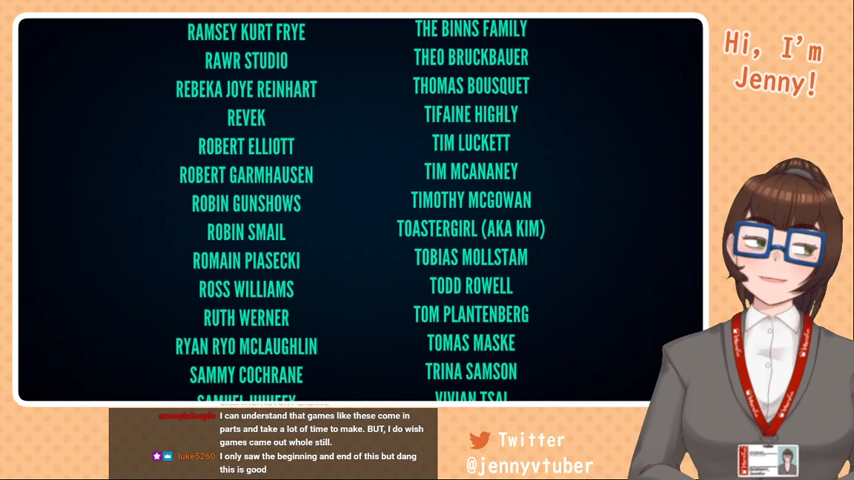 RAMSEY KURT FRYE
RAWR STUDIO
REBEKA JOYE REINHART
REVEK
ROBERT ELLIOTT
ROBERT GARMHAUSEN
ROBIN GUNSHOWS
ROBIN SMAIL
ROMAIN PIASECKI
ROSS WILLIAMS
RUTH WERNER
RYAN RYO MCLAUGHLIN
SAMMY COCHRANE
THE BINNS FAMILY
THEO BRUCKBAUER
THOMAS BOUSQUET
TIFAINE HIGHLY
TIM LUCKETT
TIM MCANANEY
TIMOTHY MCGOWAN
TOASTERGIRL (AKA KIM)
TOBIAS MOLLSTAM
TODD ROWELL
TOM PLANTENBERG
TOMAS MASKE
TRINA SAMSON
VIVIAN TSAI
Hi, I'm
Jenny!
I can understand that games like these come in
parts and take a lot of time to make. BUT, I do wish
games came out whole still.
luke5260 I only saw the beginning and end of this but dang
this is good
Twitter
@jennyvtuber